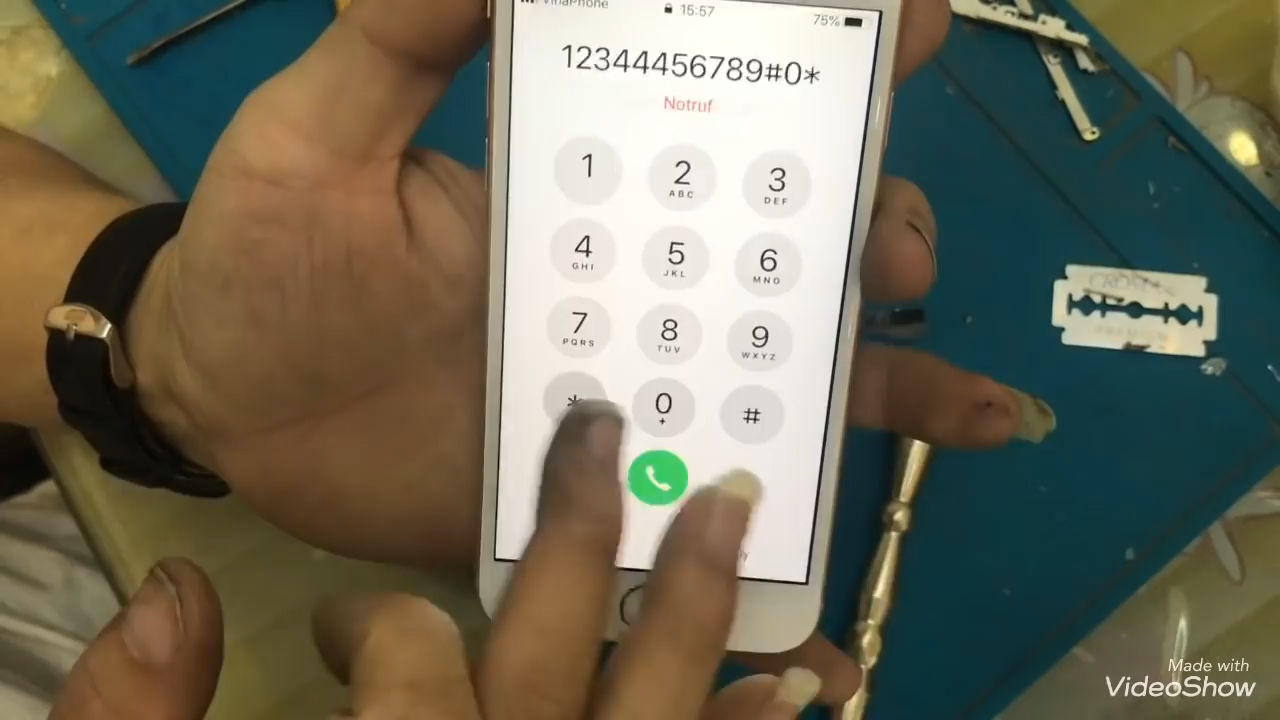 VinaPhone 15:57 75%
12344456789#0*
Notruf
1 2 3
ABC DEF
4 5 6
GHI JKL MNO
7 8 9
PQRS TUV WXYZ
* 0 #
+
Made with
VideoShow